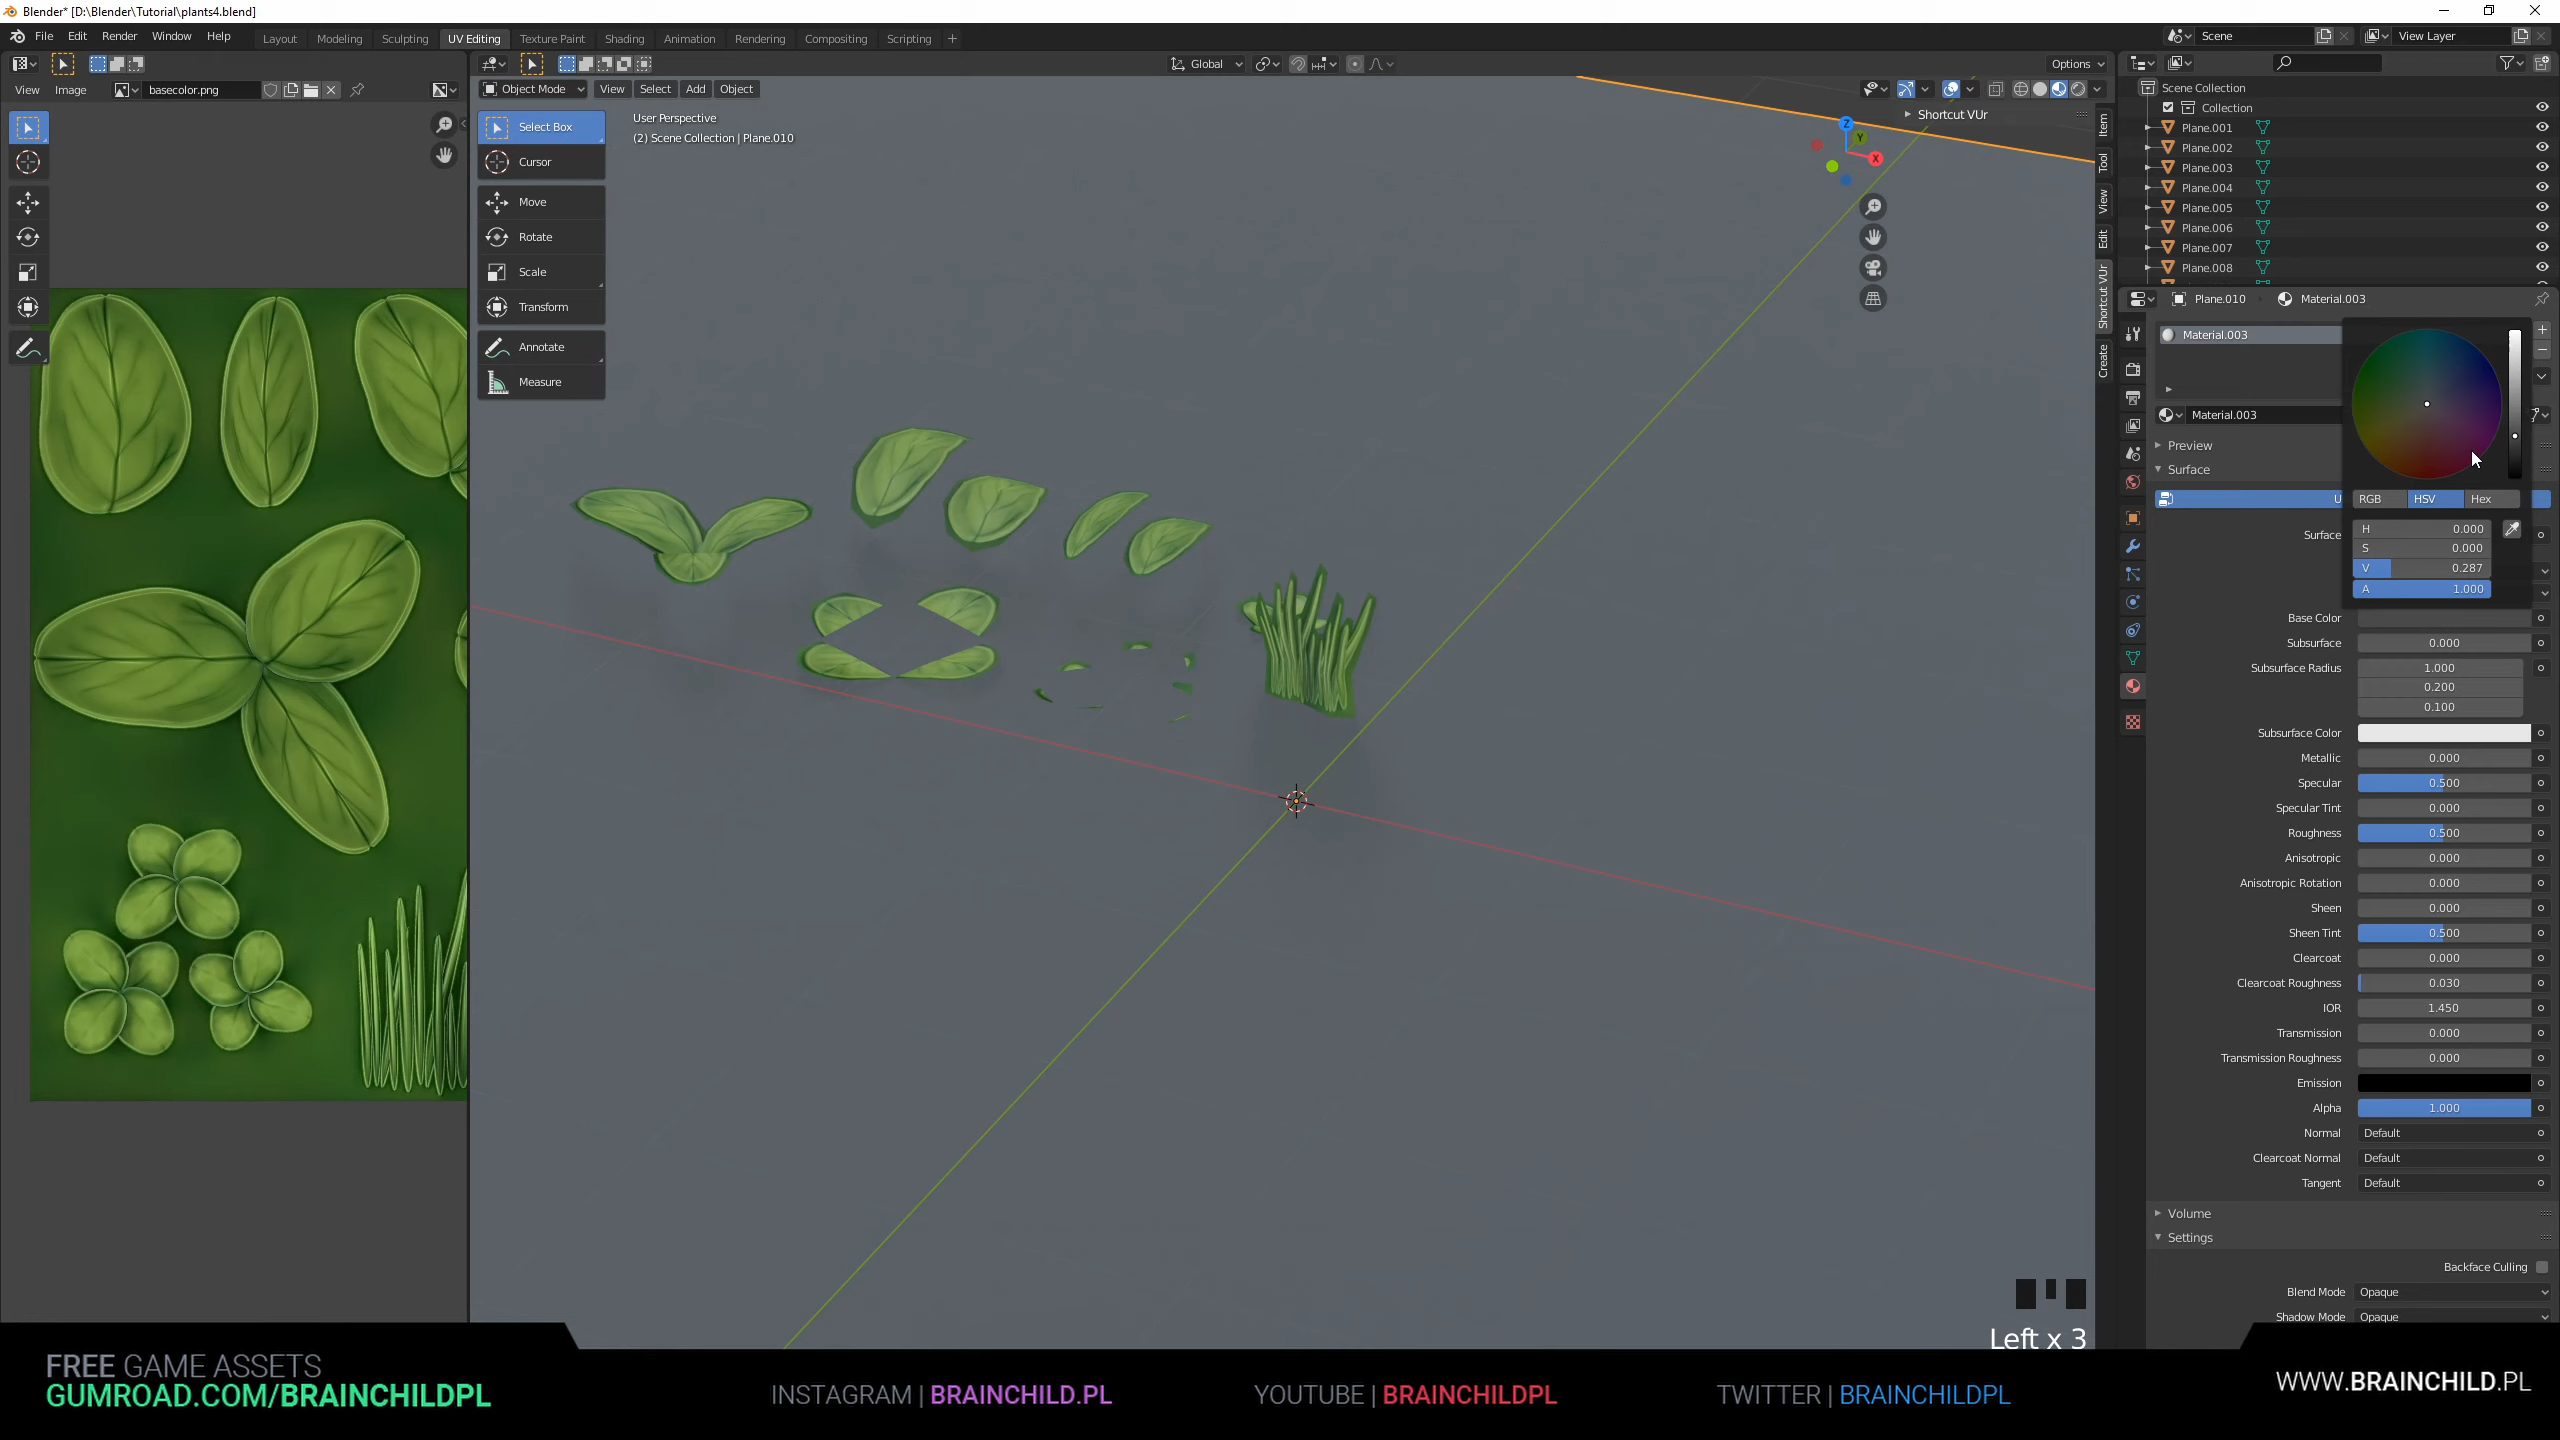 Blender* [D:\Blender\Tutorial\plants4.blend]
File Edit Render Window Help
Layout Modeling Sculpting UV Editing Texture Paint Shading Animation Rendering Compositing Scripting +
Scene
View Layer
Global
Options
View Image
basecolor.png
Object Mode
View Select Add Object
Select Box
Cursor
Move
Rotate
Scale
Transform
Annotate
Measure
User Perspective
(2) Scene Collection | Plane.010
Shortcut VUr
Z
Y
X
Item
Tool
View
Edit
Shortcut VUr
Create
Scene Collection
Collection
Plane.001
Plane.002
Plane.003
Plane.004
Plane.005
Plane.006
Plane.007
Plane.008
Plane.010 > Material.003
Material.003
Material.003
Preview
Surface
U
Surface
RGB HSV Hex
H 0.000
S 0.000
V 0.287
A 1.000
Base Color
Subsurface 0.000
Subsurface Radius 1.000
0.200
0.100
Subsurface Color
Metallic 0.000
Specular 0.500
Specular Tint 0.000
Roughness 0.500
Anisotropic 0.000
Anisotropic Rotation 0.000
Sheen 0.000
Sheen Tint 0.500
Clearcoat 0.000
Clearcoat Roughness 0.030
IOR 1.450
Transmission 0.000
Transmission Roughness 0.000
Emission
Alpha 1.000
Normal Default
Clearcoat Normal Default
Tangent Default
Volume
Settings
Backface Culling
Blend Mode Opaque
Shadow Mode Opaque
Left x 3
FREE GAME ASSETS
GUMROAD.COM/BRAINCHILDPL
INSTAGRAM | BRAINCHILD.PL
YOUTUBE | BRAINCHILDPL
TWITTER | BRAINCHILDPL
WWW.BRAINCHILD.PL